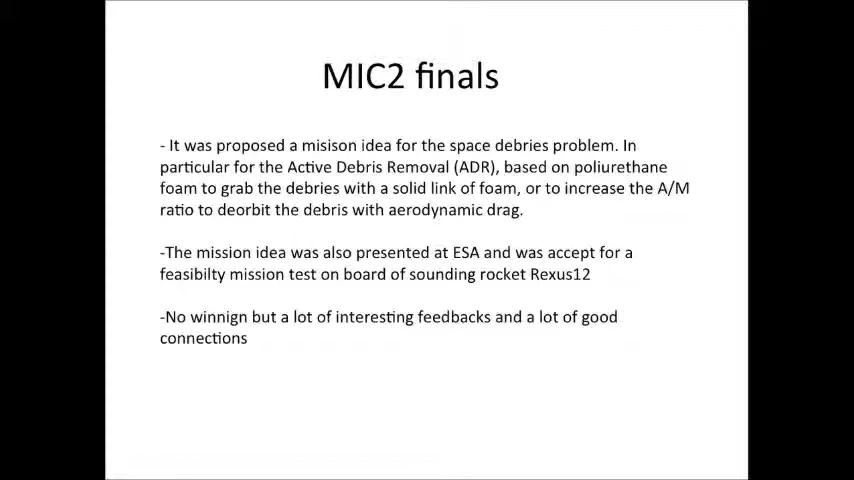 MIC2 finals
- It was proposed a misison idea for the space debries problem. In
particular for the Active Debris Removal (ADR), based on poliurethane
foam to grab the debries with a solid link of foam, or to increase the A/M
ratio to deorbit the debris with aerodynamic drag.
-The mission idea was also presented at ESA and was accept for a
feasibilty mission test on board of sounding rocket Rexus12
-No winnign but a lot of interesting feedbacks and a lot of good
connections